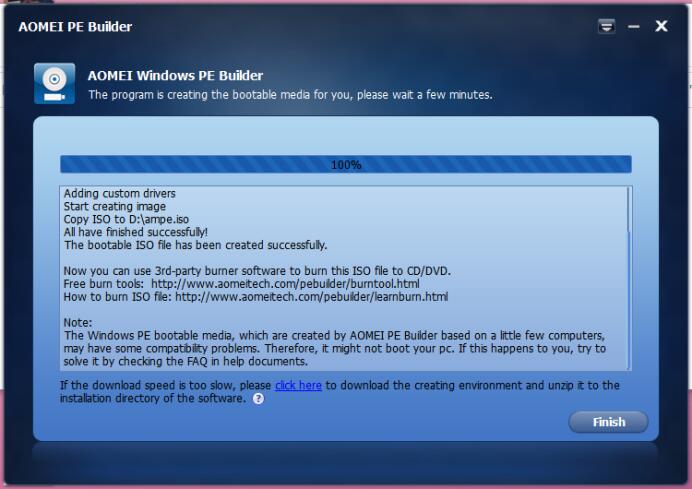 AOMEI PE Builder
AOMEI Windows PE Builder
The program is creating the bootable media for you, please wait a few minutes.
100%
Adding custom drivers
Start creating image
Copy ISO to D:\ampe.iso
All have finished successfully!
The bootable ISO file has been created successfully.
Now you can use 3rd-party burner software to burn this ISO file to CD/DVD.
Free burn tools:  http://www.aomeitech.com/pebuilder/burntool.html
How to burn ISO file: http://www.aomeitech.com/pebuilder/learnburn.html
Note:
The Windows PE bootable media, which are created by AOMEI PE Builder based on a little few computers,
may have some compatibility problems. Therefore, it might not boot your pc. If this happens to you, try to
solve it by checking the FAQ in help documents.
If the download speed is too slow, please click here to download the creating environment and unzip it to the
installation directory of the software. ?
Finish